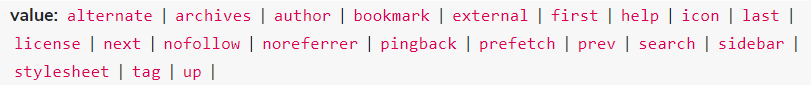 value: alternate | archives | author | bookmark | external | first | help | icon | last |
license | next | nofollow | noreferrer | pingback | prefetch | prev | search | sidebar |
stylesheet | tag | up |